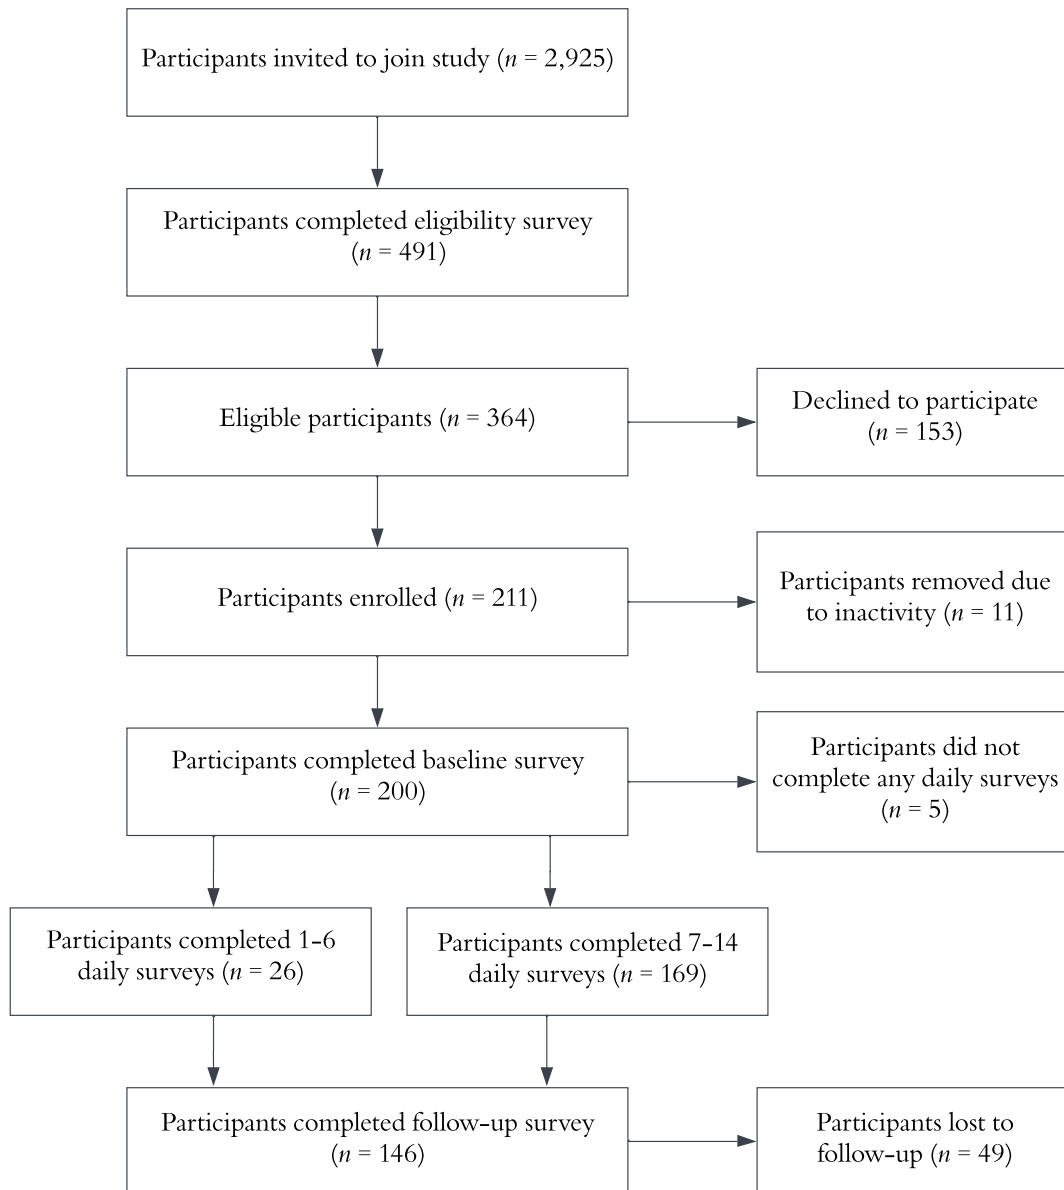 Participants invited to join study (n = 2,925)
Participants completed eligibility survey
(n = 491)
Eligible participants (n = 364)
Declined to participate
(n = 153)
Participants enrolled (n = 211)
Participants removed due
to inactivity (n = 11)
Participants completed baseline survey
(n = 200)
Participants did not
complete any daily surveys
(n = 5)
Participants completed 1-6
daily surveys (n = 26)
Participants completed 7-14
daily surveys (n = 169)
Participants completed follow-up survey
(n = 146)
Participants lost to
follow-up (n = 49)